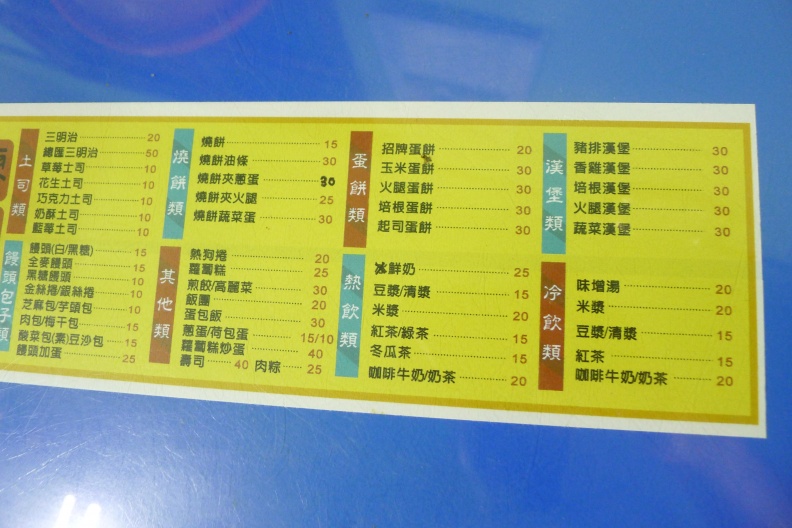 土司類
三明治 20
總匯三明治 50
草莓土司 10
花生土司 10
巧克力土司 10
奶酥土司 10
藍莓土司 10
燒餅類
燒餅 15
燒餅油條 30
燒餅夾蔥蛋 30
燒餅夾火腿 25
燒餅蔬菜蛋 30
蛋餅類
招牌蛋餅 20
玉米蛋餅 30
火腿蛋餅 30
培根蛋餅 30
起司蛋餅 30
漢堡類
豬排漢堡 30
香雞漢堡 30
培根漢堡 30
火腿漢堡 30
蔬菜漢堡 30
饅頭包子類
饅頭(白/黑糖) 15
全麥饅頭 15
黑糖饅頭 10
金絲捲/銀絲捲 15
芝麻包/芋頭包 10
肉包/梅干包 15
酸菜包(素)豆沙包 15
饅頭加蛋 25
其他類
熱狗捲 20
蘿蔔糕 25
煎餃/高麗菜 30
飯團 20
蛋包飯 30
蔥蛋/荷包蛋 15/10
蘿蔔糕炒蛋 40
壽司 40 肉粽 25
熱飲類
冰鮮奶 25
豆漿/清漿 15
米漿 20
紅茶/綠茶 15
冬瓜茶 15
咖啡牛奶/奶茶 20
冷飲類
味增湯 20
米漿 20
豆漿/清漿 15
紅茶 15
咖啡牛奶/奶茶 20